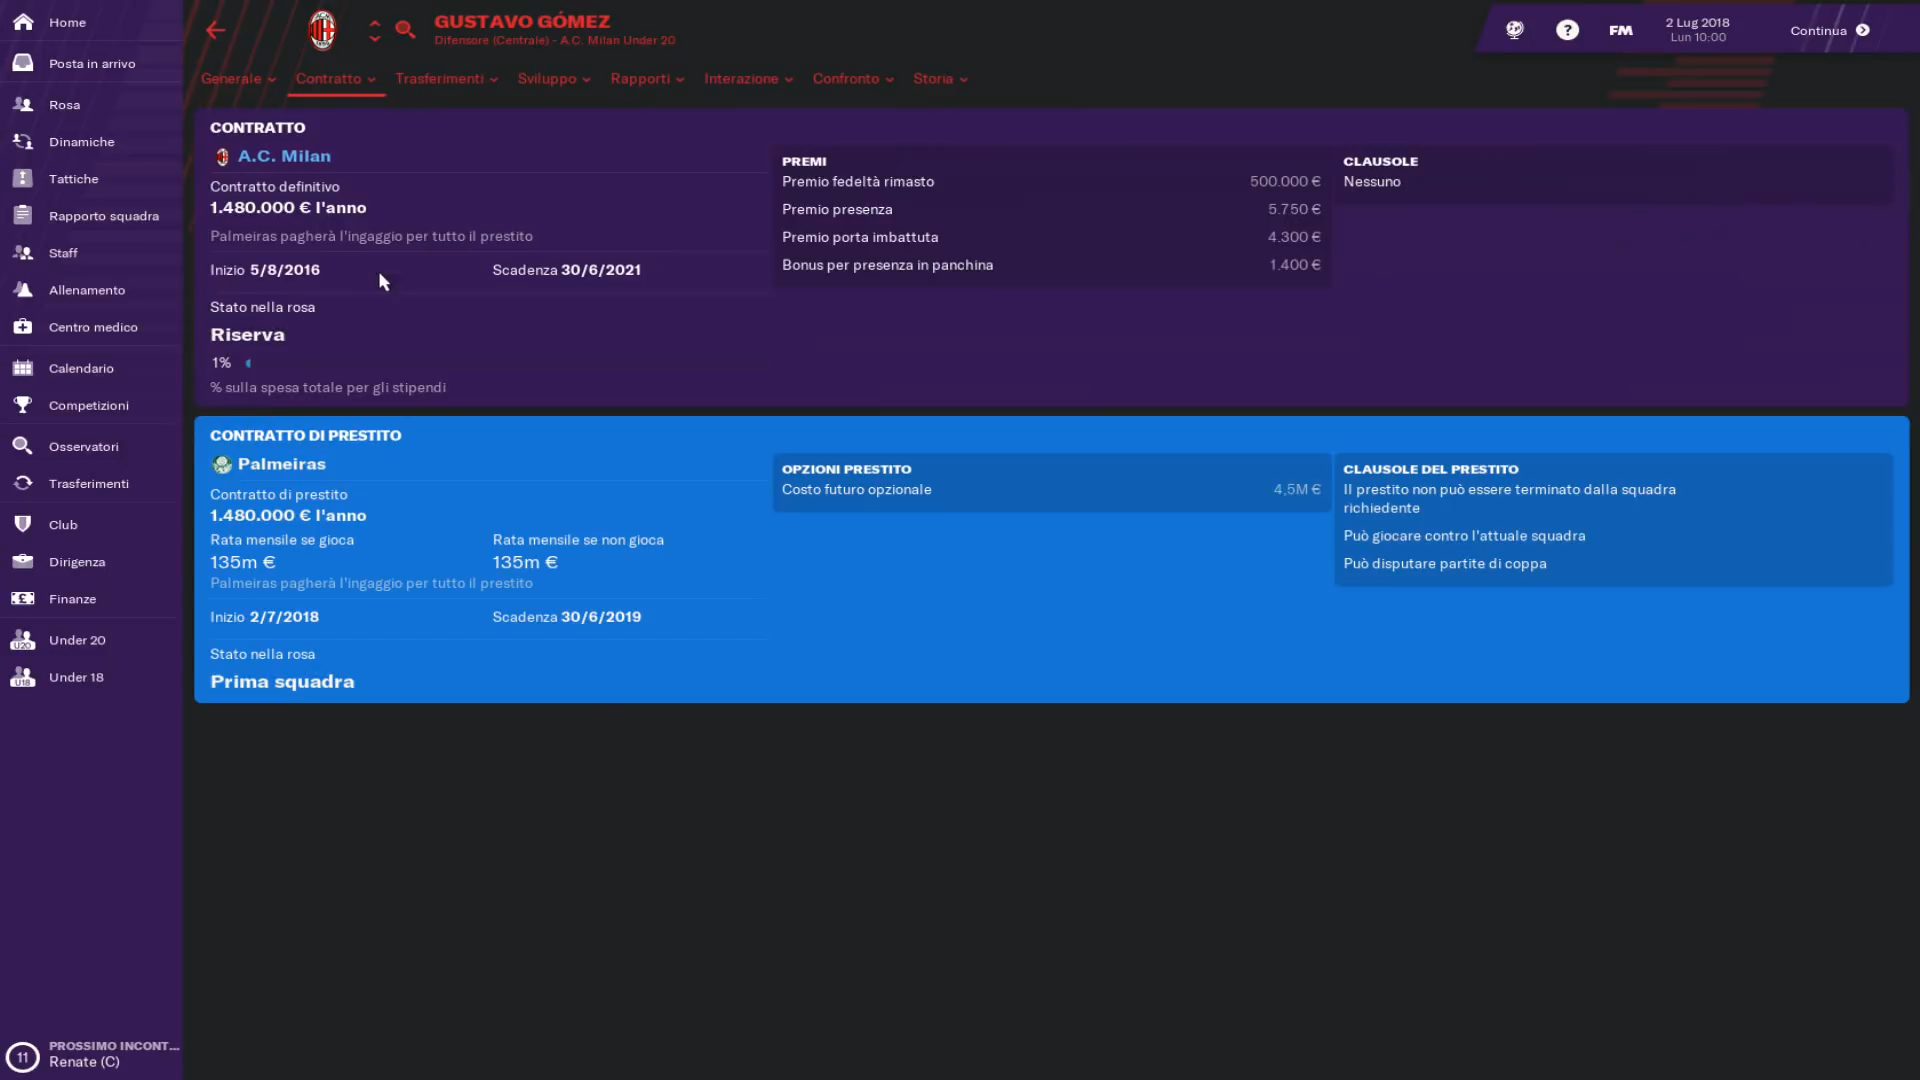 Home
Posta in arrivo
Rosa
Dinamiche
Tattiche
Rapporto squadra
Staff
Allenamento
Centro medico
Calendario
Competizioni
Osservatori
Trasferimenti
Club
Dirigenza
Finanze
U20
Under 20
U18
Under 18
11
PROSSIMO INCONT...
Renate (C)
GUSTAVO GÓMEZ
Difensore (Centrale) - A.C. Milan Under 20
?
FM
2 Lug 2018
Lun 10:00
Continua
Generale
Contratto
Trasferimenti
Sviluppo
Rapporti
Interazione
Confronto
Storia
CONTRATTO
A.C. Milan
Contratto definitivo
1.480.000 € l'anno
Palmeiras pagherà l'ingaggio per tutto il prestito
Inizio 5/8/2016
Scadenza 30/6/2021
Stato nella rosa
Riserva
1%
% sulla spesa totale per gli stipendi
PREMI
Premio fedeltà rimasto 500.000 €
Premio presenza 5.750 €
Premio porta imbattuta 4.300 €
Bonus per presenza in panchina 1.400 €
CLAUSOLE
Nessuno
CONTRATTO DI PRESTITO
Palmeiras
Contratto di prestito
1.480.000 € l'anno
Rata mensile se gioca
135m €
Rata mensile se non gioca
135m €
Palmeiras pagherà l'ingaggio per tutto il prestito
Inizio 2/7/2018
Scadenza 30/6/2019
Stato nella rosa
Prima squadra
OPZIONI PRESTITO
Costo futuro opzionale 4,5M €
CLAUSOLE DEL PRESTITO
Il prestito non può essere terminato dalla squadra
richiedente
Può giocare contro l'attuale squadra
Può disputare partite di coppa